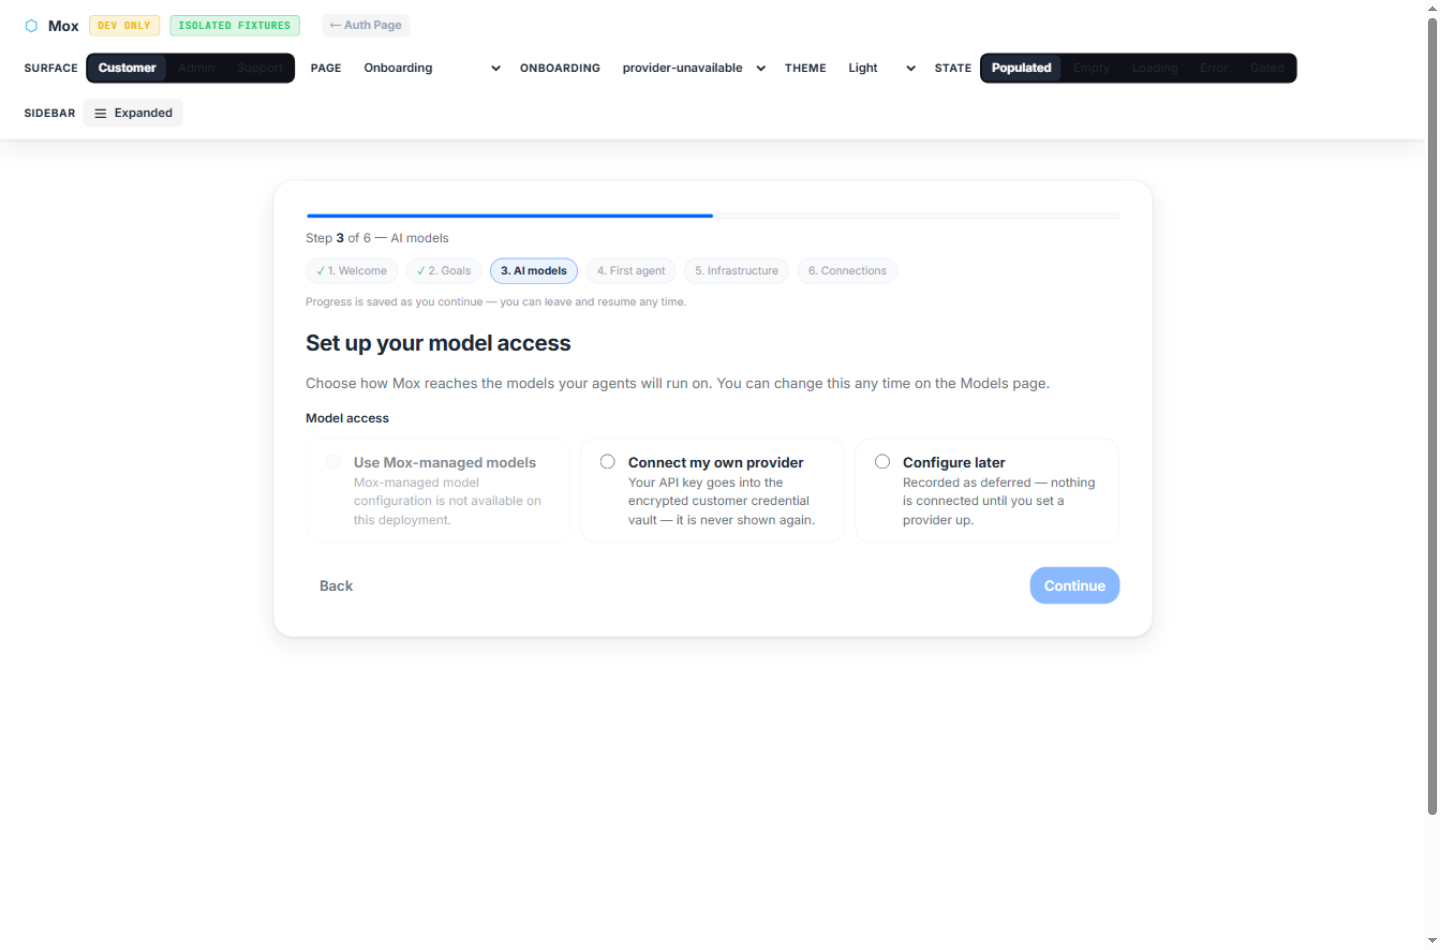 Mox DEV ONLY ISOLATED FIXTURES ← Auth Page
SURFACE Customer Admin Support PAGE Onboarding ONBOARDING provider-unavailable THEME Light STATE Populated Empty Loading Error Gated
SIDEBAR Expanded
Step 3 of 6 — AI models
✓ 1. Welcome ✓ 2. Goals 3. AI models 4. First agent 5. Infrastructure 6. Connections
Progress is saved as you continue — you can leave and resume any time.
Set up your model access
Choose how Mox reaches the models your agents will run on. You can change this any time on the Models page.
Model access
Use Mox-managed models
Mox-managed model
configuration is not available on
this deployment.
Connect my own provider
Your API key goes into the
encrypted customer credential
vault — it is never shown again.
Configure later
Recorded as deferred — nothing
is connected until you set a
provider up.
Back Continue